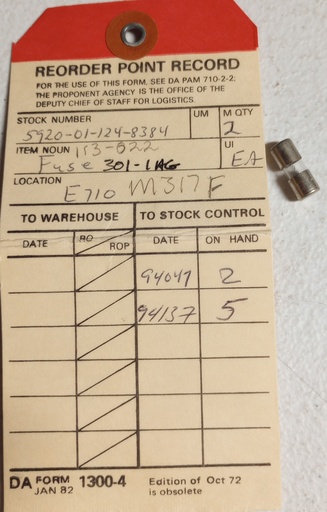 REORDER POINT RECORD
FOR THE USE OF THIS FORM, SEE DA PAM 710-2-2;
THE PROPONENT AGENCY IS THE OFFICE OF THE
DEPUTY CHIEF OF STAFF FOR LOGISTICS.
STOCK NUMBER UM M QTY
5920-01-124-8384 2
ITEM NOUN 153-622 UI
Fuse 301-1AG EA
LOCATION
E710 M317F
TO WAREHOUSE TO STOCK CONTROL
DATE RO ROP DATE ON HAND
94047 2
94137 5
DA FORM 1300-4 Edition of Oct 72
JAN 82 is obsolete